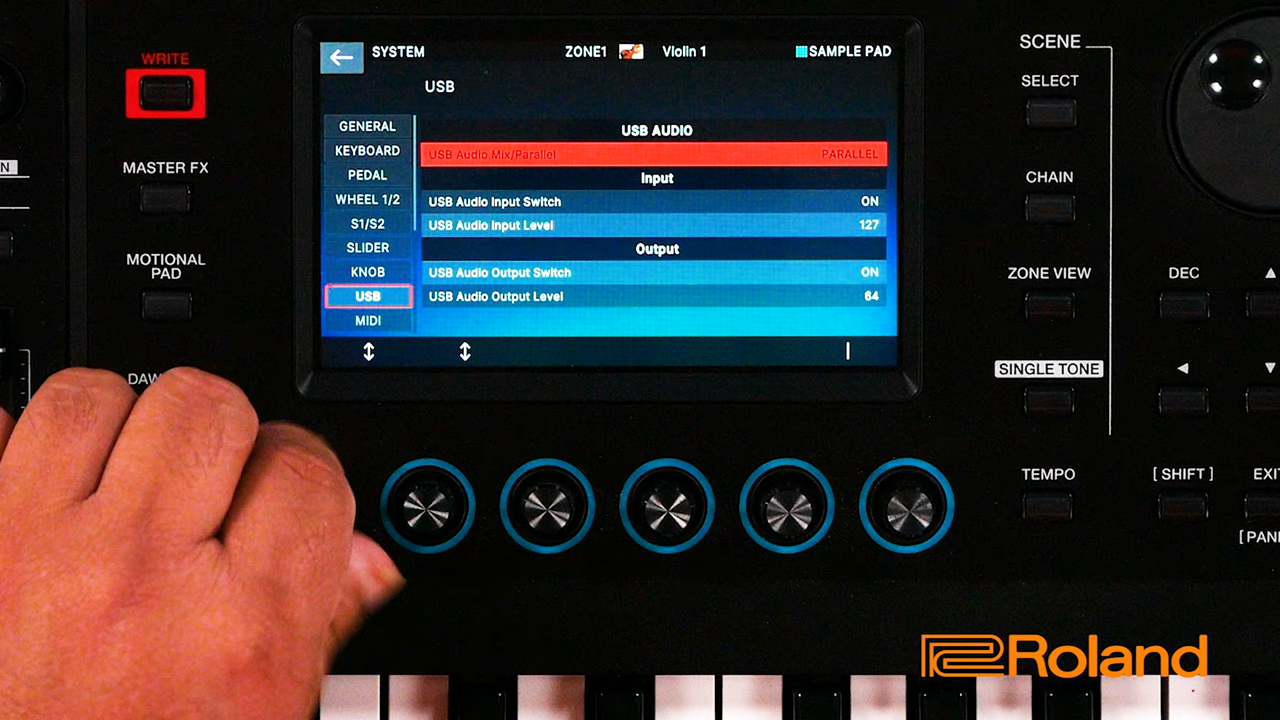 WRITE
MASTER FX
MOTIONAL
PAD
N
SYSTEM
ZONE1
Violin 1
SAMPLE PAD
USB
GENERAL
KEYBOARD
PEDAL
WHEEL 1/2
S1/S2
SLIDER
KNOB
USB
MIDI
USB AUDIO
USB Audio Mix/Parallel PARALLEL
Input
USB Audio Input Switch ON
USB Audio Input Level 127
Output
USB Audio Output Switch ON
USB Audio Output Level 64
SCENE
SELECT
CHAIN
ZONE VIEW
SINGLE TONE
TEMPO
DEC
[ SHIFT ]
Roland